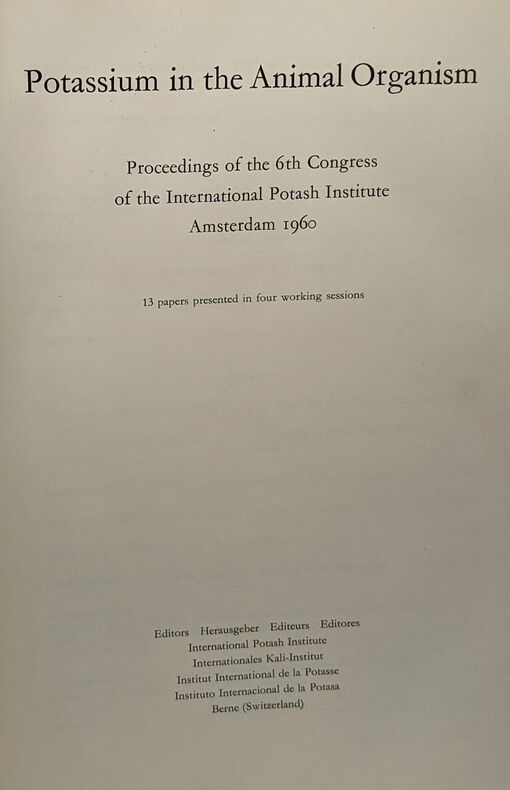 Potassium in the Animal Organism
Proceedings of the 6th Congress
of the International Potash Institute
Amsterdam 1960
13 papers presented in four working sessions
Editors Herausgeber Editeurs Editores
International Potash Institute
Internationales Kali-Institut
Institut International de la Potasse
Instituto Internacional de la Potasa
Berne (Switzerland)